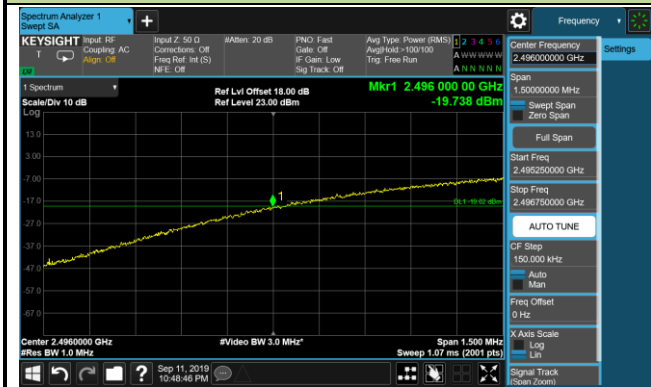 Spectrum Analyzer 1
Swept SA
Frequency
KEYSIGHT
Input: RF
Coupling: AC
Align: Off
Input Z: 50 Ω
Corrections: Off
Freq Ref: Int (S)
NFE: Off
#Atten: 20 dB
PNO: Fast
Gate: Off
IF Gain: Low
Sig Track: Off
Avg Type: Power (RMS)
Avg|Hold:>100/100
Trig: Free Run
1 2 3 4 5 6
A W W W W W
A N N N N N
LXI
1 Spectrum
Scale/Div 10 dB
Ref Lvl Offset 18.00 dB
Ref Level 23.00 dBm
Mkr1 2.496 000 00 GHz
-19.738 dBm
Log
13.0
3.00
-7.00
-17.0
-27.0
-37.0
-47.0
-57.0
-67.0
1
DL1 -19.02 dBm
Center 2.4960000 GHz
#Res BW 1.0 MHz
#Video BW 3.0 MHz*
Span 1.500 MHz
Sweep 1.07 ms (2001 pts)
Sep 11, 2019
10:48:46 PM
Center Frequency
2.496000000 GHz
Settings
Span
1.50000000 MHz
Swept Span
Zero Span
Full Span
Start Freq
2.495250000 GHz
Stop Freq
2.496750000 GHz
AUTO TUNE
CF Step
150.000 kHz
Auto
Man
Freq Offset
0 Hz
X Axis Scale
Log
Lin
Signal Track
(Span Zoom)